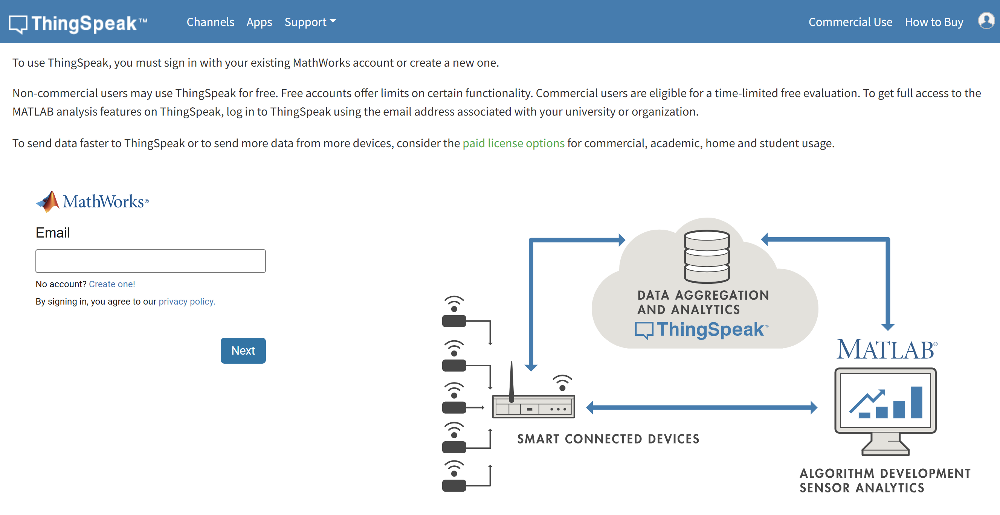 ThingSpeak™
Channels Apps Support
Commercial Use How to Buy
To use ThingSpeak, you must sign in with your existing MathWorks account or create a new one.
Non-commercial users may use ThingSpeak for free. Free accounts offer limits on certain functionality. Commercial users are eligible for a time-limited free evaluation. To get full access to the
MATLAB analysis features on ThingSpeak, log in to ThingSpeak using the email address associated with your university or organization.
To send data faster to ThingSpeak or to send more data from more devices, consider the paid license options for commercial, academic, home and student usage.
MathWorks®
Email
No account? Create one!
By signing in, you agree to our privacy policy.
Next
DATA AGGREGATION
AND ANALYTICS
ThingSpeak™
MATLAB®
SMART CONNECTED DEVICES
ALGORITHM DEVELOPMENT
SENSOR ANALYTICS